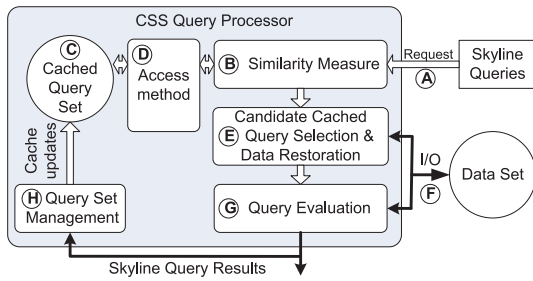 CSS Query Processor
C
Cached
Query
Set
D
Access
method
B Similarity Measure
Request
A
Skyline
Queries
Candidate Cached
E Query Selection &
Data Restoration
I/O
F
Data Set
Cache
updates
H Query Set
Management
G Query Evaluation
Skyline Query Results